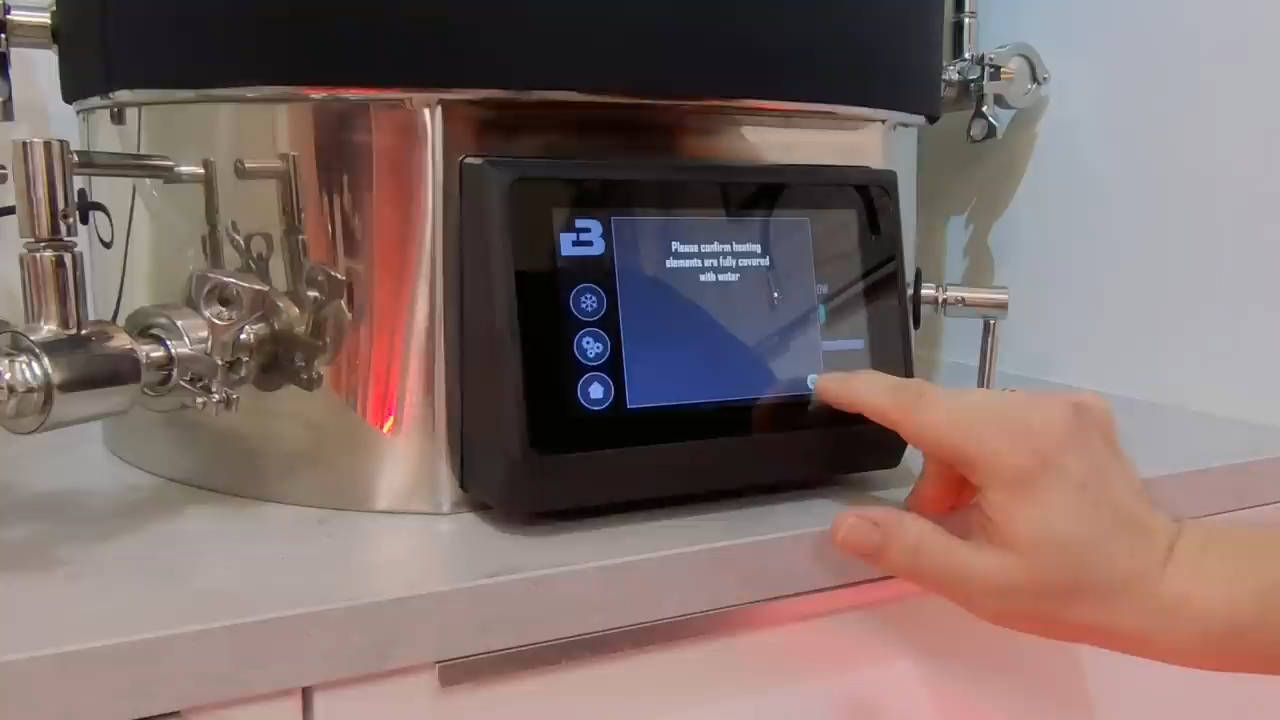 Please confirm heating
elements are fully covered
with water